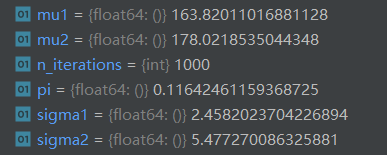 01 mu1 = {float64: ()} 163.82011016881128
01 mu2 = {float64: ()} 178.0218535044348
01 n_iterations = {int} 1000
01 pi = {float64: ()} 0.11642461159368725
01 sigma1 = {float64: ()} 2.4582023704226894
01 sigma2 = {float64: ()} 5.477270086325881